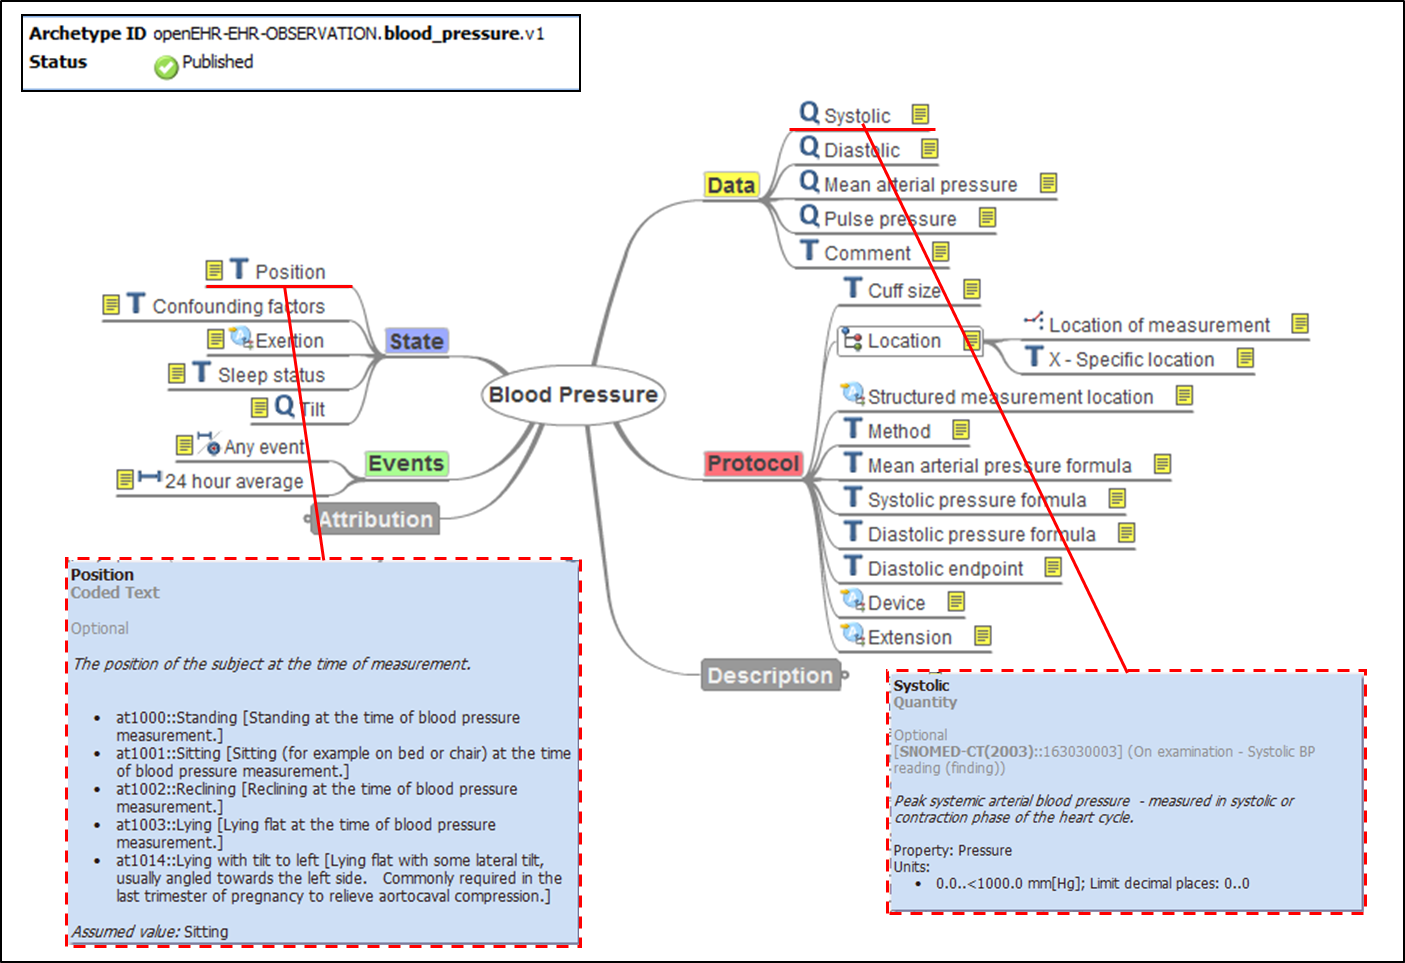 Archetype ID openEHR-EHR-OBSERVATION.blood_pressure.v1
Status Published
Blood Pressure
Data
Systolic
Diastolic
Mean arterial pressure
Pulse pressure
Comment
State
Position
Confounding factors
Exertion
Sleep status
Tilt
Events
Any event
24 hour average
Attribution
Protocol
Cuff size
Location
Location of measurement
X - Specific location
Structured measurement location
Method
Mean arterial pressure formula
Systolic pressure formula
Diastolic pressure formula
Diastolic endpoint
Device
Extension
Description
Position
Coded Text
Optional
The position of the subject at the time of measurement.
• at1000::Standing [Standing at the time of blood pressure
measurement.]
• at1001::Sitting [Sitting (for example on bed or chair) at the time
of blood pressure measurement.]
• at1002::Reclining [Reclining at the time of blood pressure
measurement.]
• at1003::Lying [Lying flat at the time of blood pressure
measurement.]
• at1014::Lying with tilt to left [Lying flat with some lateral tilt,
usually angled towards the left side. Commonly required in the
last trimester of pregnancy to relieve aortocaval compression.]
Assumed value: Sitting
Systolic
Quantity
Optional
[SNOMED-CT(2003)::163030003] (On examination - Systolic BP
reading (finding))
Peak systemic arterial blood pressure - measured in systolic or
contraction phase of the heart cycle.
Property: Pressure
Units:
• 0.0..<1000.0 mm[Hg]; Limit decimal places: 0..0